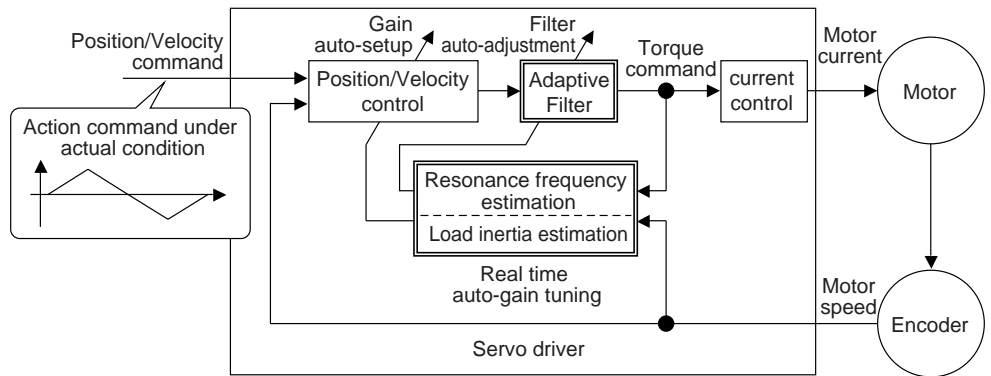 Gain
auto-setup
Filter
auto-adjustment
Position/Velocity
command
Torque
command
Motor
current
Position/Velocity
control
Adaptive
Filter
current
control
Motor
Action command under
actual condition
Resonance frequency
estimation
Load inertia estimation
Real time
auto-gain tuning
Motor
speed
Encoder
Servo driver